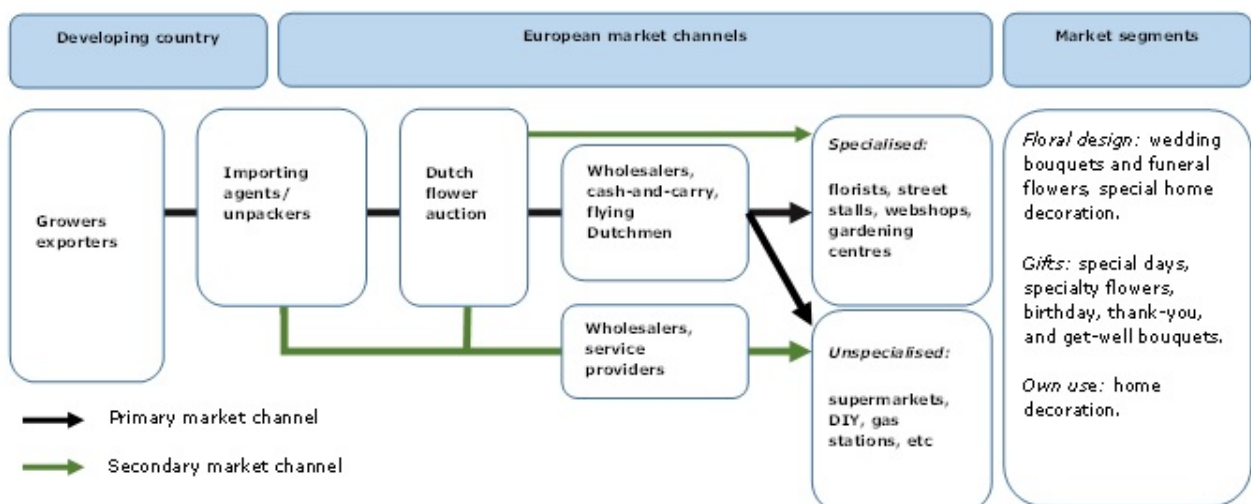 Developing country
European market channels
Market segments
Growers
exporters
Importing
agents/
unpackers
Dutch
flower
auction
Wholesalers,
cash-and-carry,
flying
Dutchmen
Wholesalers,
service
providers
Specialised:
florists, street
stalls, webshops,
gardening
centres
Unspecialised:
supermarkets,
DIY, gas
stations, etc
Floral design: wedding
bouquets and funeral
flowers, special home
decoration.
Gifts: special days,
specialty flowers,
birthday, thank-you,
and get-well bouquets.
Own use: home
decoration.
Primary market channel
Secondary market channel